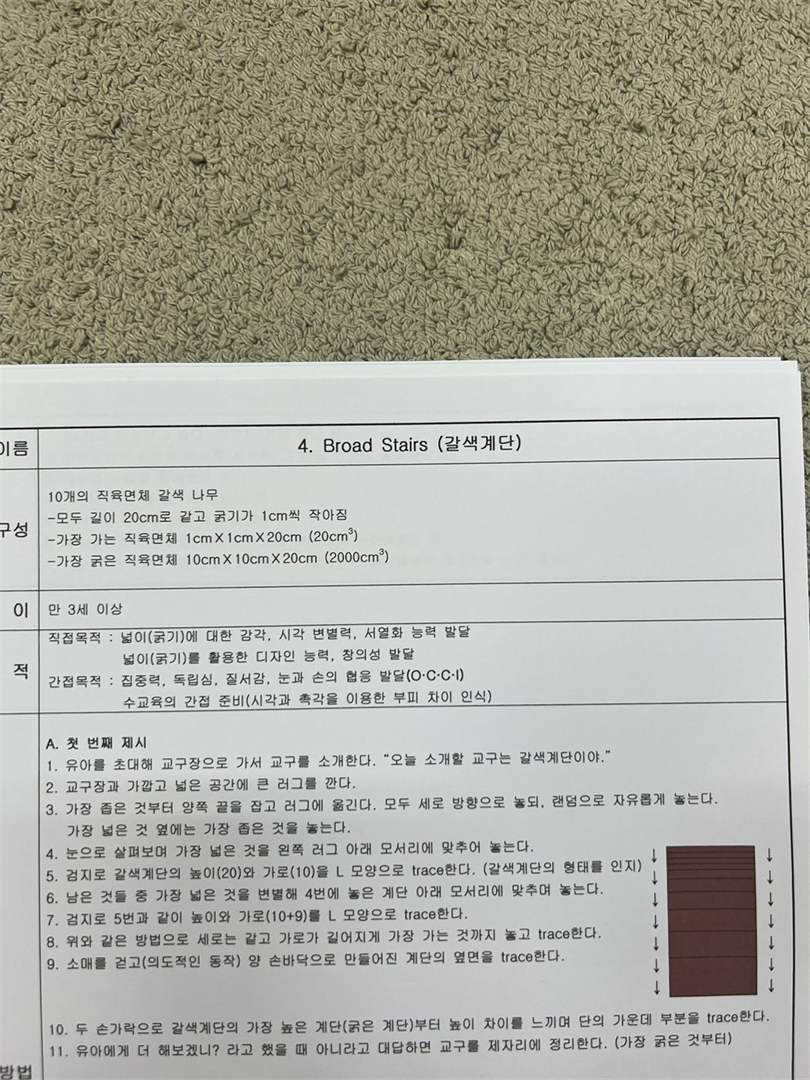 이름
4. Broad Stairs (갈색계단)
구성
10개의 직육면체 갈색 나무
-모두 길이 20cm로 같고 굵기가 1cm씩 작아짐
-가장 가는 직육면체 1cm X 1cm X 20cm (20cm³)
-가장 굵은 직육면체 10cm X 10cm X 20cm (2000cm³)
이
만 3세 이상
적
직접목적 : 넓이(굵기)에 대한 감각, 시각 변별력, 서열화 능력 발달
넓이(굵기)를 활용한 디자인 능력, 창의성 발달
간접목적 : 집중력, 독립심, 질서감, 눈과 손의 협응 발달(O·C·C·I)
수교육의 간접 준비(시각과 촉각을 이용한 부피 차이 인식)
A. 첫 번째 제시
1. 유아를 초대해 교구장으로 가서 교구를 소개한다. “오늘 소개할 교구는 갈색계단이야.”
2. 교구장과 가깝고 넓은 공간에 큰 러그를 깐다.
3. 가장 좁은 것부터 양쪽 끝을 잡고 러그에 옮긴다. 모두 세로 방향으로 놓되, 랜덤으로 자유롭게 놓는다.
가장 넓은 것 옆에는 가장 좁은 것을 놓는다.
4. 눈으로 살펴보며 가장 넓은 것을 왼쪽 러그 아래 모서리에 맞추어 놓는다.
5. 검지로 갈색계단의 높이(20)와 가로(10)을 L 모양으로 trace한다. (갈색계단의 형태를 인지)
6. 남은 것들 중 가장 넓은 것을 변별해 4번에 놓은 계단 아래 모서리에 맞추며 놓는다.
7. 검지로 5번과 같이 높이와 가로(10+9)를 L 모양으로 trace한다.
8. 위와 같은 방법으로 세로는 같고 가로가 길어지게 가장 가는 것까지 놓고 trace한다.
9. 소매를 걷고(의도적인 동작) 양 손바닥으로 만들어진 계단의 옆면을 trace한다.
10. 두 손가락으로 갈색계단의 가장 높은 계단(굵은 계단)부터 높이 차이를 느끼며 단의 가운데 부분을 trace한다.
11. 유아에게 더 해보겠니? 라고 했을 때 아니라고 대답하면 교구를 제자리에 정리한다. (가장 굵은 것부터)
방법